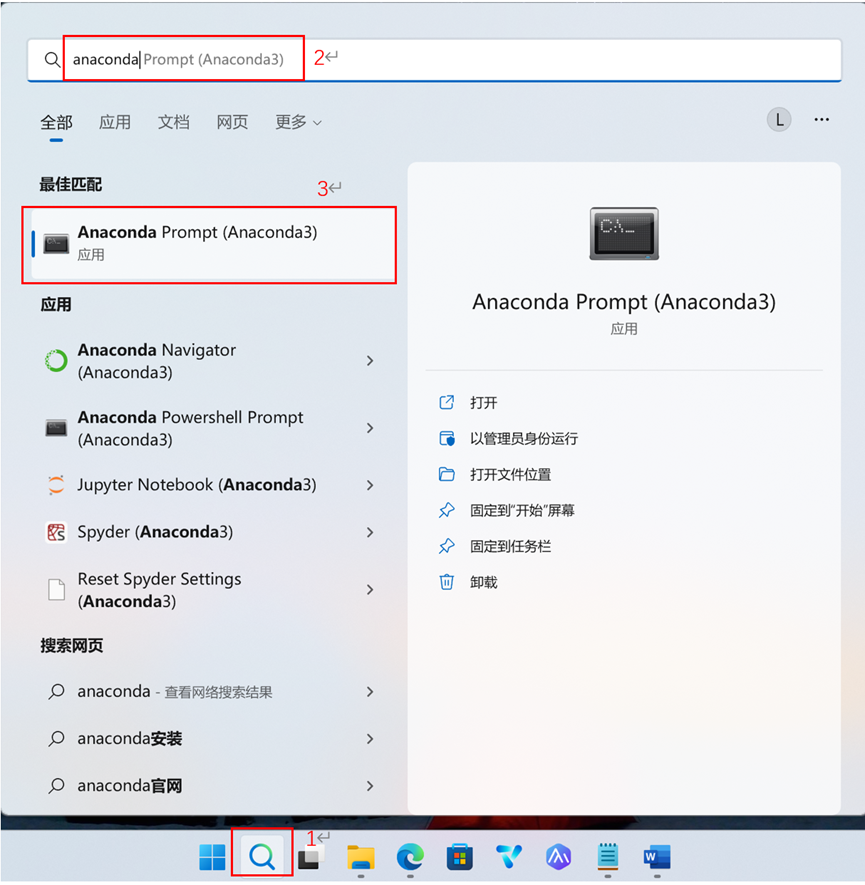 anaconda Prompt (Anaconda3)
2↵
全部 应用 文档 网页 更多
L
最佳匹配
3↵
Anaconda Prompt (Anaconda3)
应用
应用
Anaconda Navigator
(Anaconda3)
Anaconda Powershell Prompt
(Anaconda3)
Jupyter Notebook (Anaconda3)
Spyder (Anaconda3)
Reset Spyder Settings
(Anaconda3)
搜索网页
anaconda - 查看网络搜索结果
anaconda安装
anaconda官网
C:\_
Anaconda Prompt (Anaconda3)
应用
打开
以管理员身份运行
打开文件位置
固定到“开始”屏幕
固定到任务栏
卸载
1↵
W